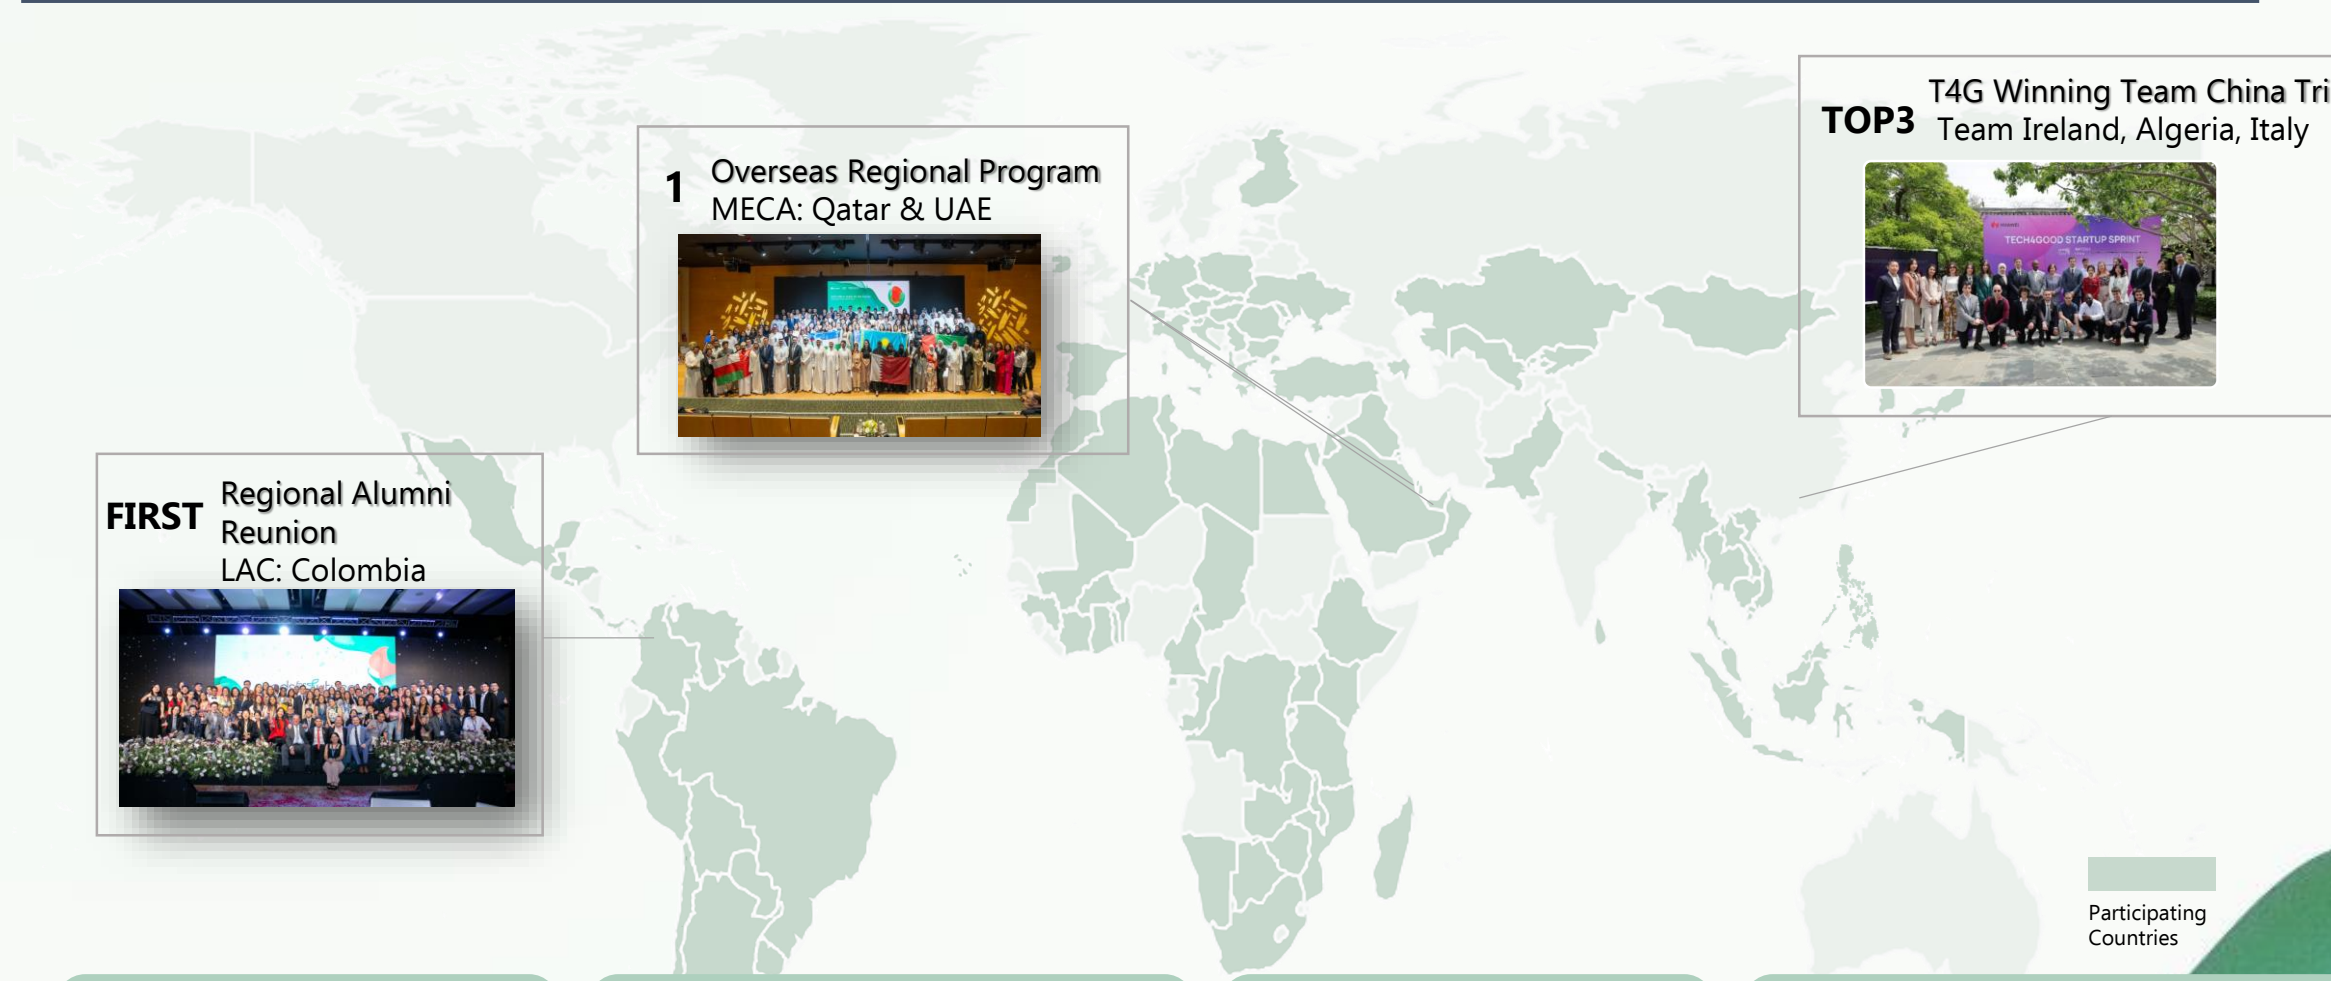 T4G Winning Team China Tri
TOP3
Team Ireland, Algeria, Italy
HUAWEI
TECH4GOOD STARTUP SPRINT
1
Overseas Regional Program
MECA: Qatar & UAE
FIRST
Regional Alumni
Reunion
LAC: Colombia
Participating
Countries